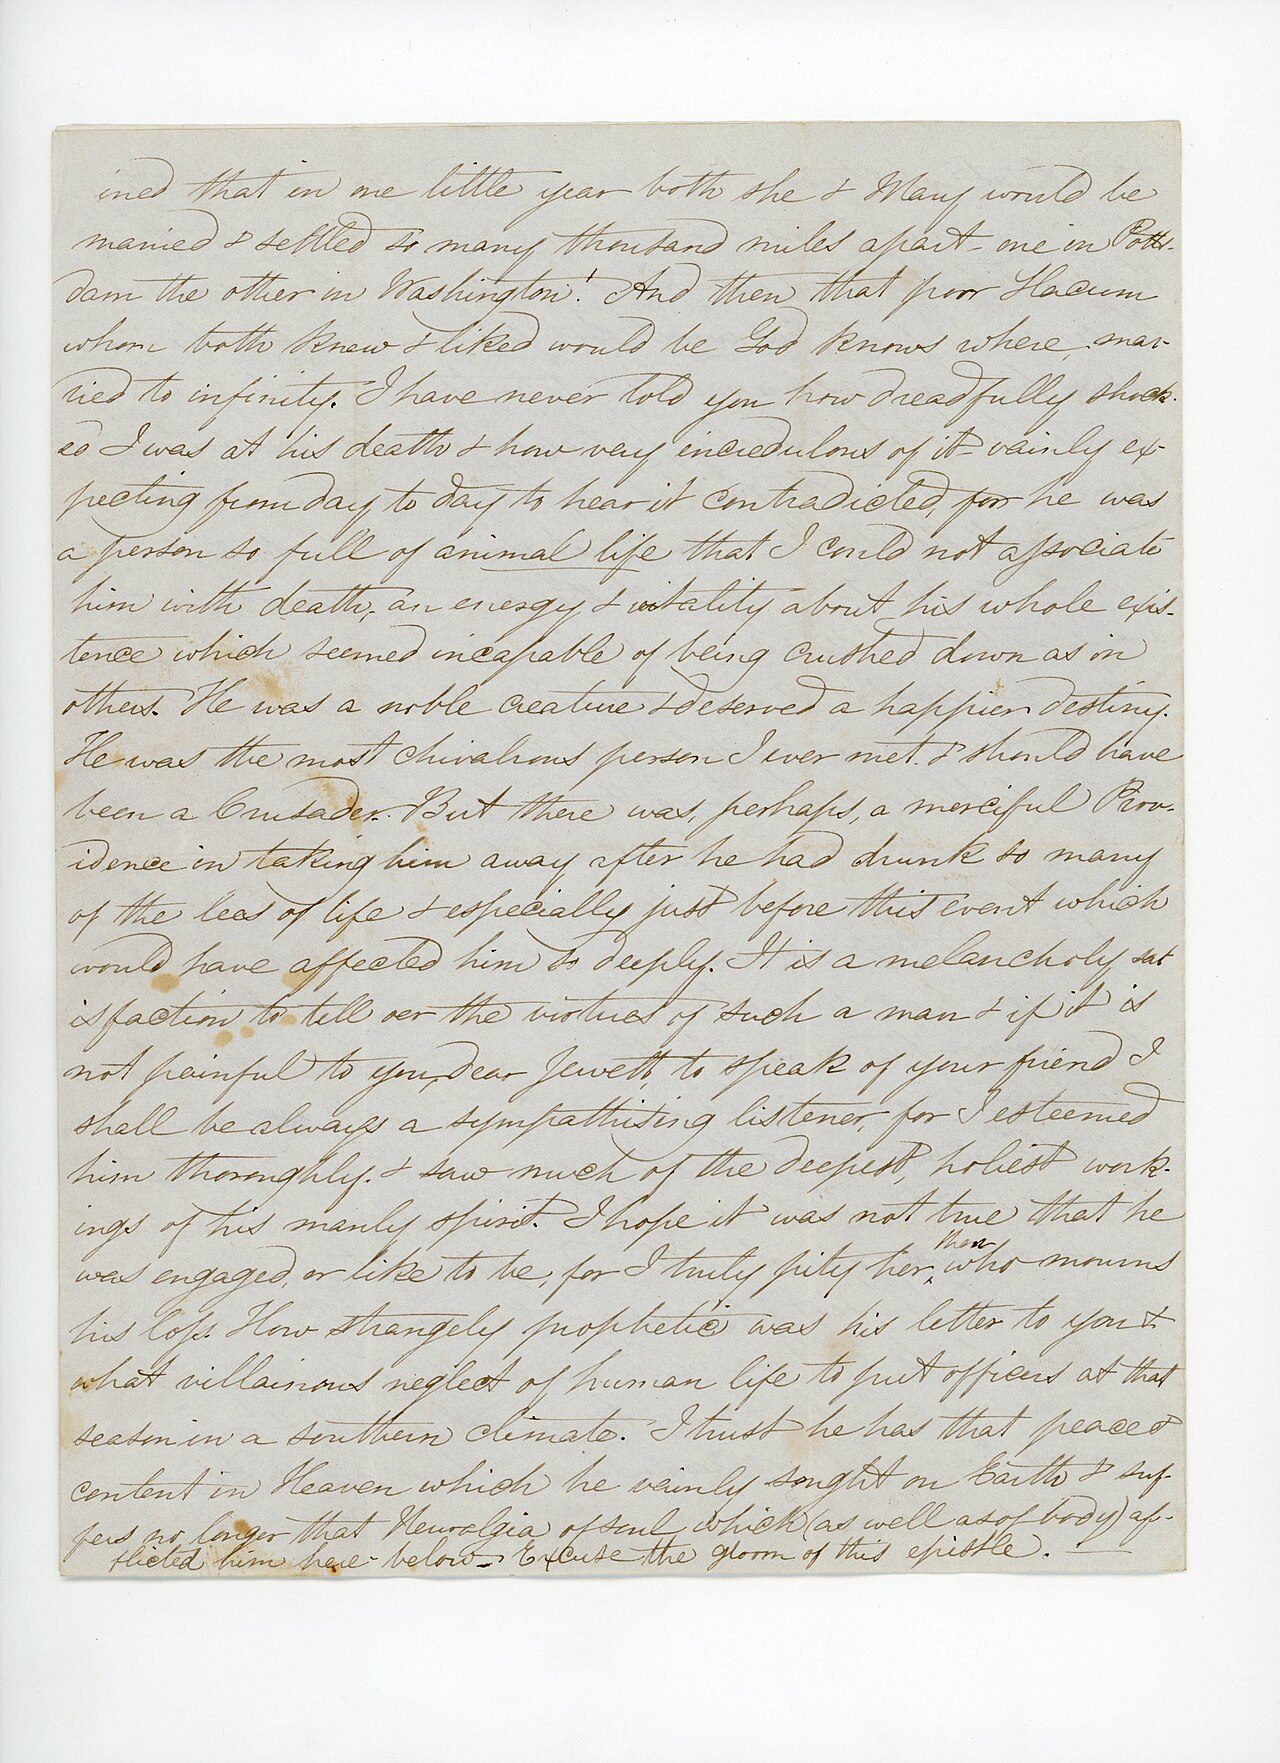 ined that in one little year both she & Mary would be
married & settled so many thousand miles apart - one in Potts-
dam the other in Washington! And then that poor Slacum
whom both knew & liked would be God knows where, mar-
ried to infinity. I have never told you how dreadfully shock-
ed I was at his death & how very incredulous of it - vainly ex-
pecting from day to day to hear it contradicted, for he was
a person so full of animal life that I could not associate
him with death, an energy & vitality about his whole exis-
tence which seemed incapable of being crushed down as in
others. He was a noble creature & deserved a happier destiny.
He was the most chivalrous person I ever met. & should have
been a Crusader. But there was, perhaps, a merciful Prov-
idence in taking him away after he had drunk so many
of the lees of life & especially just before this event which
would have affected him so deeply. It is a melancholy sat
isfaction to tell oer the virtues of such a man & if it is
not painful to you, dear Jewett, to speak of your friend I
shall be always a sympathising listener, for I esteemed
him thoroughly. & saw much of the deepest, holiest work-
ings of his manly spirit. I hope it was not true that he
was engaged, or like to be, for I truly pity her, then who mourns
his loss. How strangely prophetic was his letter to you &
what villainous neglect of human life to put officers at that
season in a southern climate. I trust he has that peace &
content in Heaven which he vainly sought on Earth & suf-
fers no longer that Neuralgia of soul which (as well as of body) af-
flicted him here - below - Excuse the gloom of this epistle.